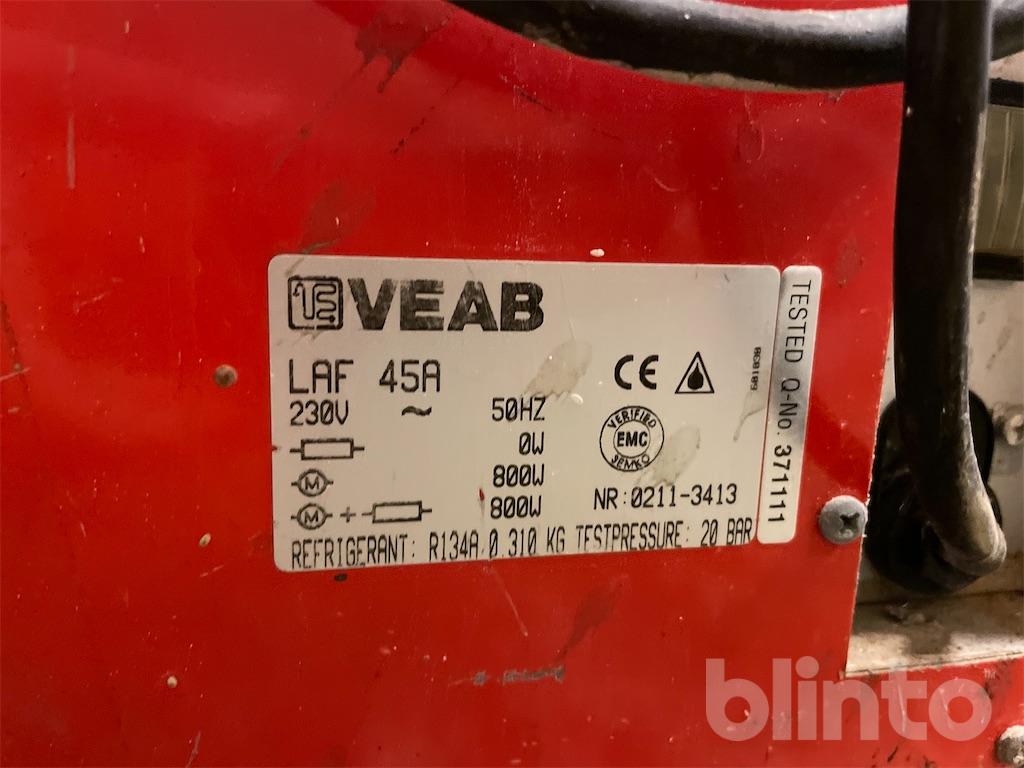 VEAB
LAF 45A
230V ~ 50HZ
0W
M 800W
M + 800W
CE
601030
VERIFIED
EMC
SEMKO
NR:0211-3413
REFRIGERANT: R134A 0.310 KG TESTPRESSURE: 20 BAR
TESTED Q-No. 371111
blinto